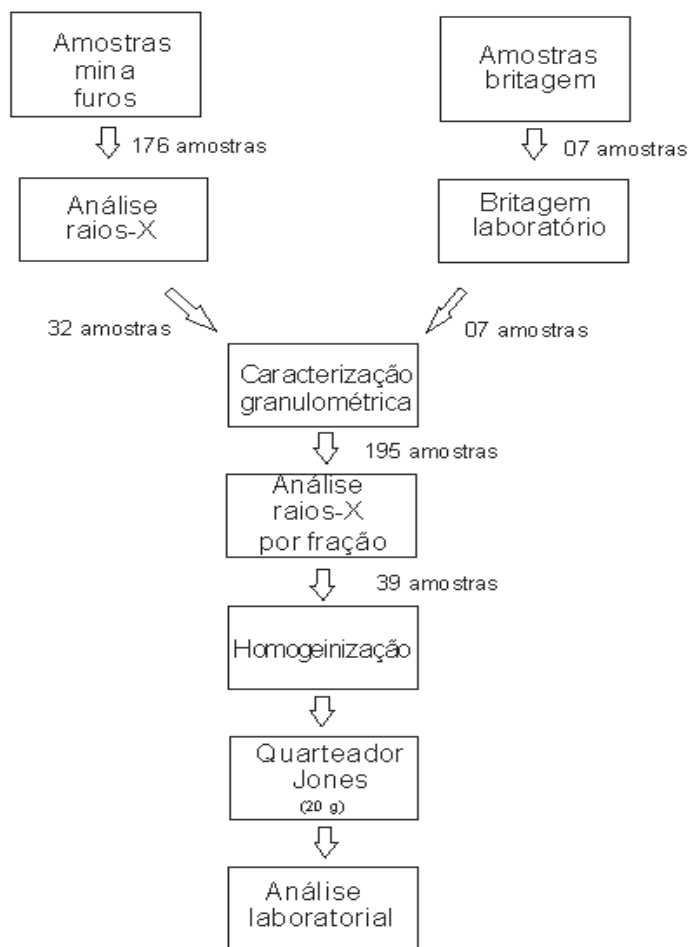 Amostras
mina
furos
Amostras
britagem
176 amostras
07 amostras
Análise
raios-X
Britagem
laboratório
32 amostras
07 amostras
Caracterização
granulométrica
195 amostras
Análise
raios-X
por fração
39 amostras
Homogeinização
Quarteador
Jones
(20 g)
Análise
laboratorial